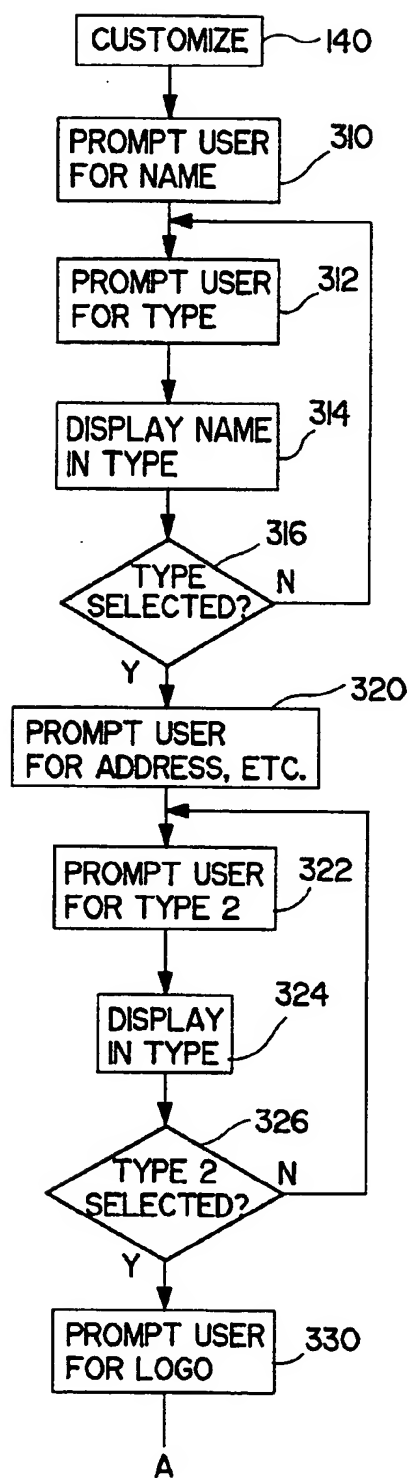 CUSTOMIZE
140
PROMPT USER
FOR NAME
310
PROMPT USER
FOR TYPE
312
DISPLAY NAME
IN TYPE
314
316
TYPE
SELECTED?
N
Y
320
PROMPT USER
FOR ADDRESS, ETC.
PROMPT USER
FOR TYPE 2
322
DISPLAY
IN TYPE
324
326
TYPE 2
SELECTED?
N
Y
PROMPT USER
FOR LOGO
330
A